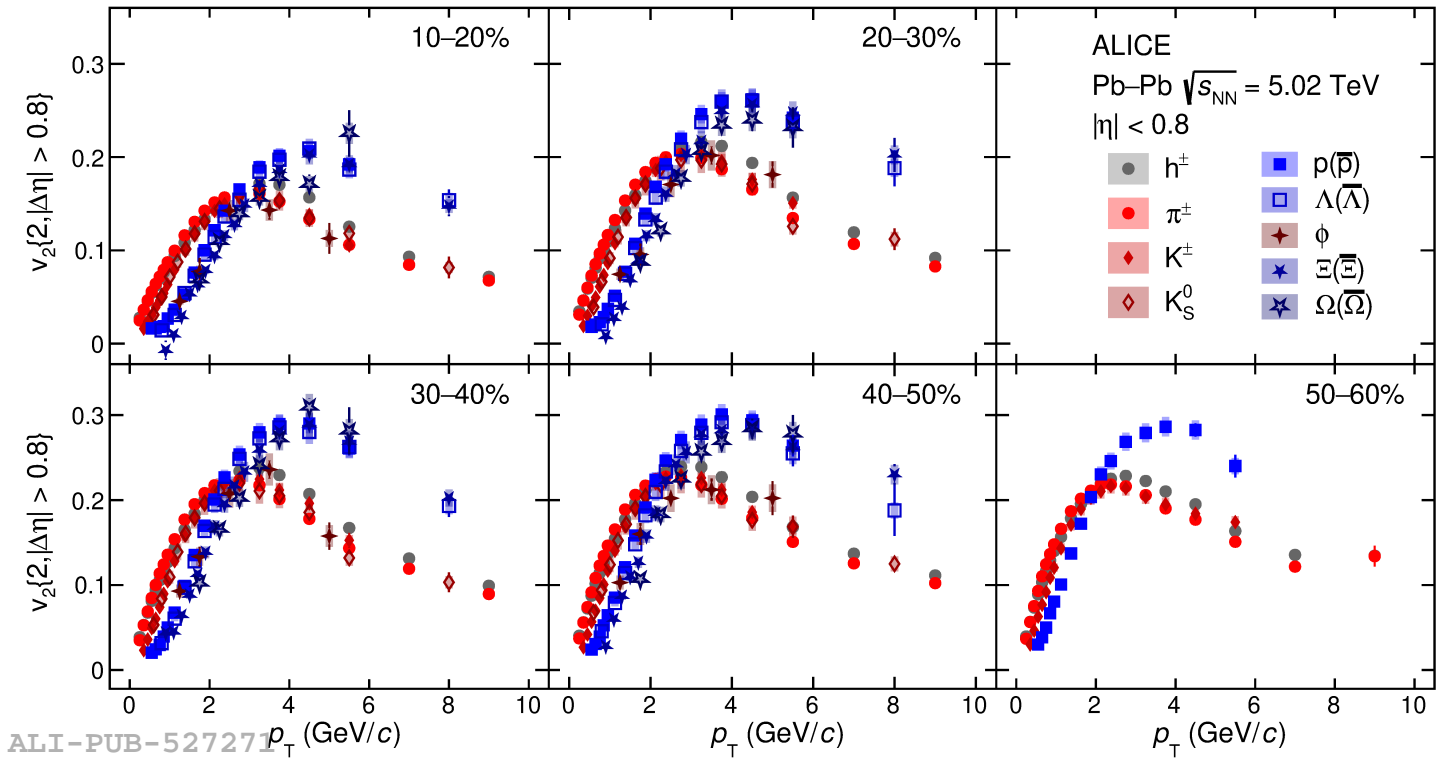 10–20%
20–30%
ALICE
Pb–Pb √sNN = 5.02 TeV
|η| < 0.8
h±
p(p̅)
π±
Λ(Λ̅)
K±
ϕ
K0S
Ξ(Ξ̅)
Ω(Ω̅)
v2{2,|Δη| > 0.8}
0.3
0.2
0.1
0
30–40%
40–50%
50–60%
v2{2,|Δη| > 0.8}
0.3
0.2
0.1
0
0 2 4 6 8 10
0 2 4 6 8 10
0 2 4 6 8 10
pT (GeV/c)
pT (GeV/c)
pT (GeV/c)
ALI-PUB-527271